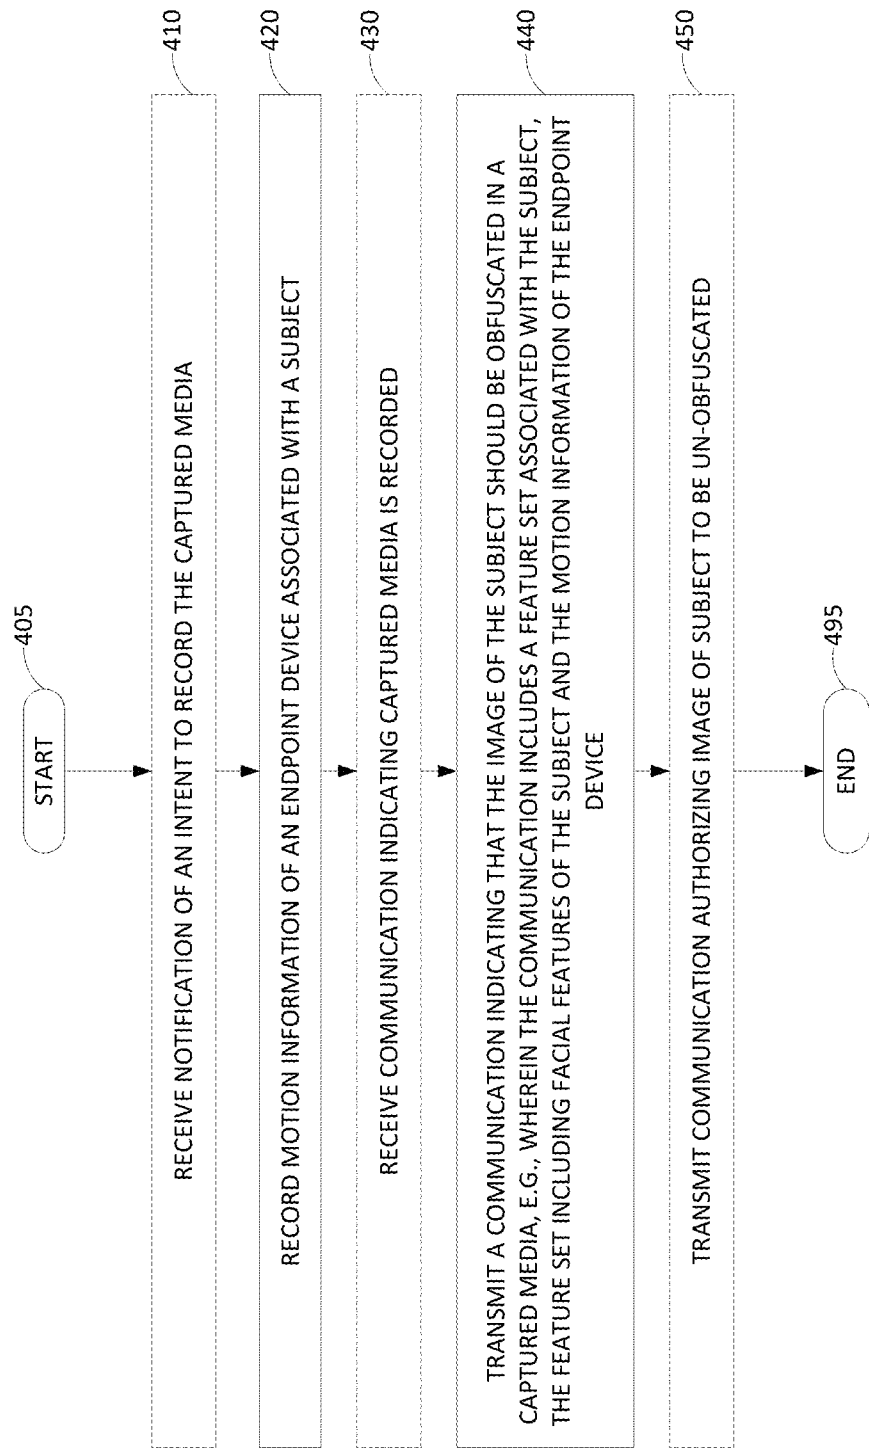 START
405
RECEIVE NOTIFICATION OF AN INTENT TO RECORD THE CAPTURED MEDIA
410
RECORD MOTION INFORMATION OF AN ENDPOINT DEVICE ASSOCIATED WITH A SUBJECT
420
RECEIVE COMMUNICATION INDICATING CAPTURED MEDIA IS RECORDED
430
TRANSMIT A COMMUNICATION INDICATING THAT THE IMAGE OF THE SUBJECT SHOULD BE OBFUSCATED IN A
CAPTURED MEDIA, E.G., WHEREIN THE COMMUNICATION INCLUDES A FEATURE SET ASSOCIATED WITH THE SUBJECT,
THE FEATURE SET INCLUDING FACIAL FEATURES OF THE SUBJECT AND THE MOTION INFORMATION OF THE ENDPOINT
DEVICE
440
TRANSMIT COMMUNICATION AUTHORIZING IMAGE OF SUBJECT TO BE UN-OBFUSCATED
450
END
495